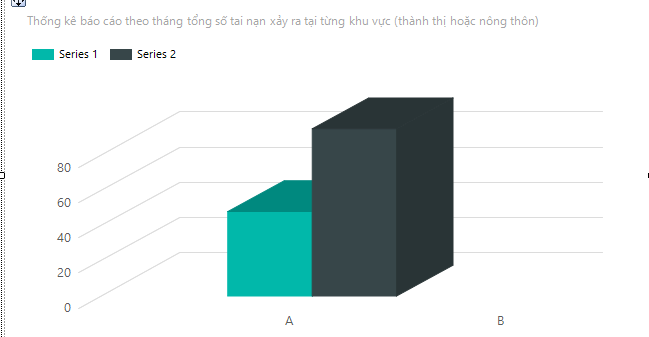 Thống kê báo cáo theo tháng tổng số tai nạn xảy ra tại từng khu vực (thành thị hoặc nông thôn)
Series 1 Series 2
80
60
40
20
0
A B